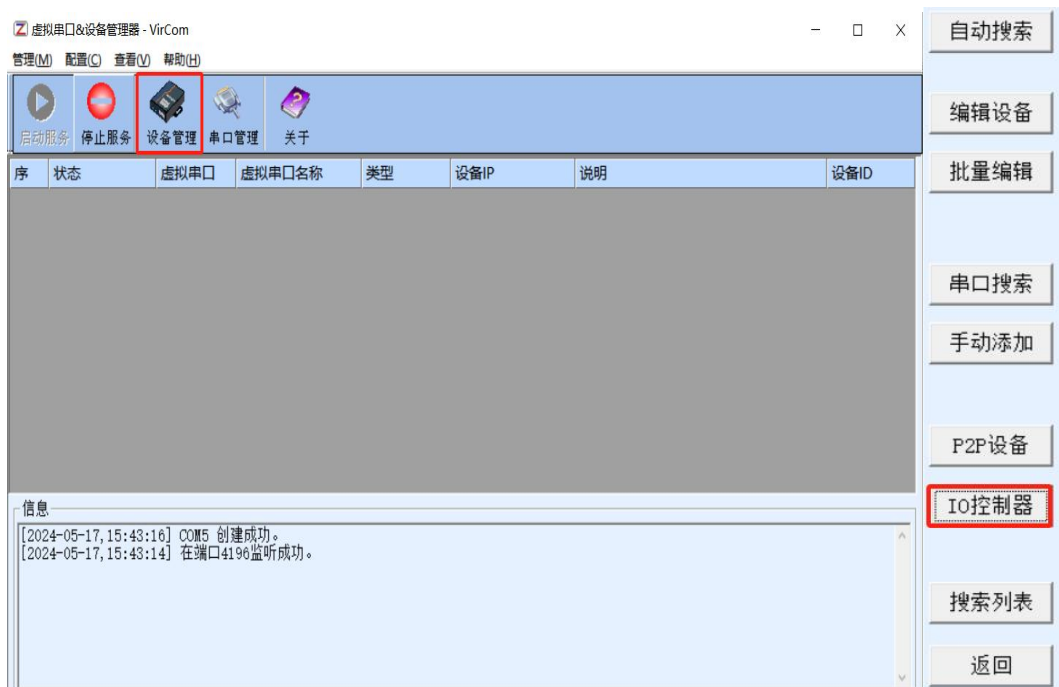 虚拟串口&设备管理器 - VirCom
管理(M) 配置(C) 查看(V) 帮助(H)
启动服务 停止服务 设备管理 串口管理 关于
序 状态 虚拟串口 虚拟串口名称 类型 设备IP 说明 设备ID
信息
[2024-05-17,15:43:16] COM5 创建成功。
[2024-05-17,15:43:14] 在端口4196监听成功。
自动搜索
编辑设备
批量编辑
串口搜索
手动添加
P2P设备
IO控制器
搜索列表
返回